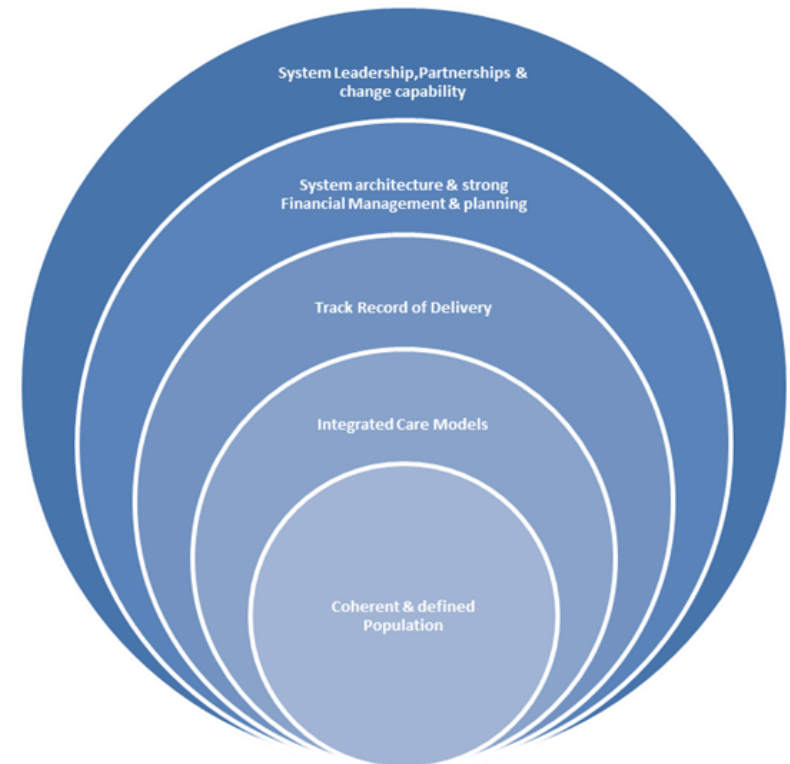 System Leadership,Partnerships &
change capability
System architecture & strong
Financial Management & planning
Track Record of Delivery
Integrated Care Models
Coherent & defined
Population